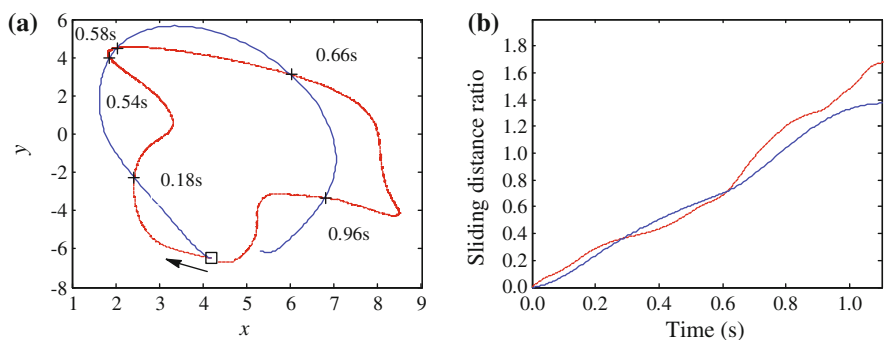 (a)
6
4
2
0
-2
-4
-6
-8
y
0.58s
0.66s
0.54s
0.18s
0.96s
1 2 3 4 5 6 7 8 9
x
(b)
1.8
1.6
1.4
1.2
1.0
0.8
0.6
0.4
0.2
0.0
Sliding distance ratio
0.0 0.2 0.4 0.6 0.8 1.0
Time (s)